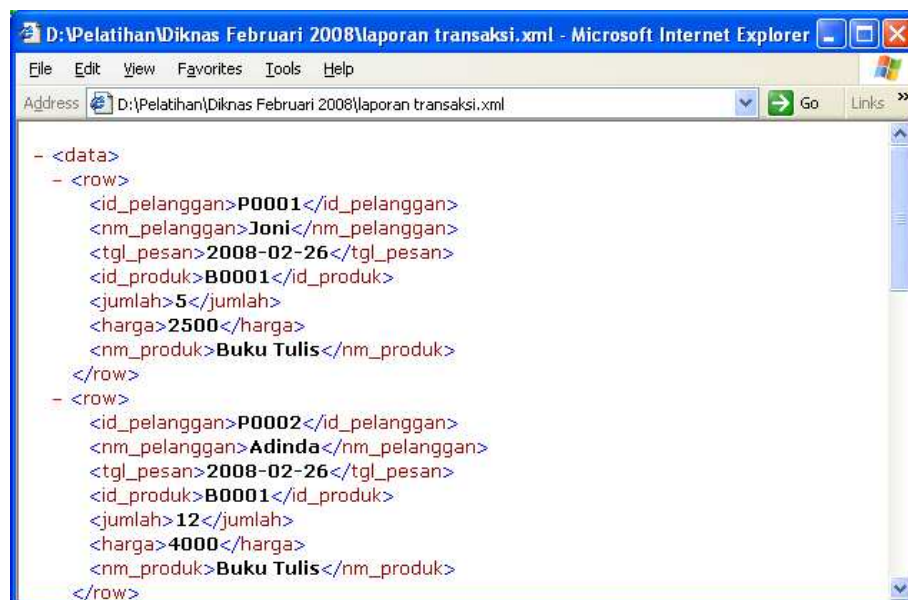 D:\Pelatihan\Diknas Februari 2008\laporan transaksi.xml - Microsoft Internet Explorer
File Edit View Favorites Tools Help
Address D:\Pelatihan\Diknas Februari 2008\laporan transaksi.xml Go Links »
- <data>
- <row>
<id_pelanggan>P0001</id_pelanggan>
<nm_pelanggan>Joni</nm_pelanggan>
<tgl_pesan>2008-02-26</tgl_pesan>
<id_produk>B0001</id_produk>
<jumlah>5</jumlah>
<harga>2500</harga>
<nm_produk>Buku Tulis</nm_produk>
</row>
- <row>
<id_pelanggan>P0002</id_pelanggan>
<nm_pelanggan>Adinda</nm_pelanggan>
<tgl_pesan>2008-02-26</tgl_pesan>
<id_produk>B0001</id_produk>
<jumlah>12</jumlah>
<harga>4000</harga>
<nm_produk>Buku Tulis</nm_produk>
</row>